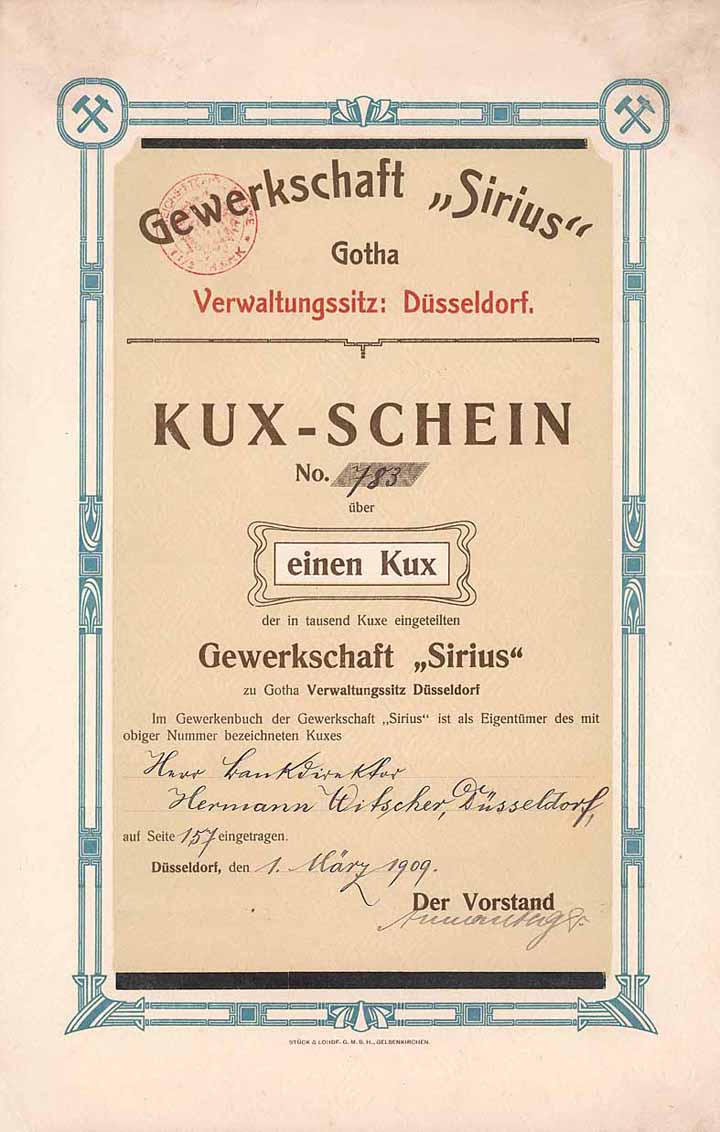 Gewerkschaft „Sirius“
Gotha
Verwaltungssitz: Düsseldorf.
KUX-SCHEIN
No. 783
über
einen Kux
der in tausend Kuxe eingeteilten
Gewerkschaft „Sirius“
zu Gotha Verwaltungssitz Düsseldorf
Im Gewerkenbuch der Gewerkschaft „Sirius“ ist als Eigentümer des mit
obiger Nummer bezeichneten Kuxes
Herr Bankdirektor
Hermann Witscher, Düsseldorf,
auf Seite 157 eingetragen.
Düsseldorf, den 1. März 1909.
Der Vorstand
STÜCK & LOHDE G. M. B. H., GELSENKIRCHEN.